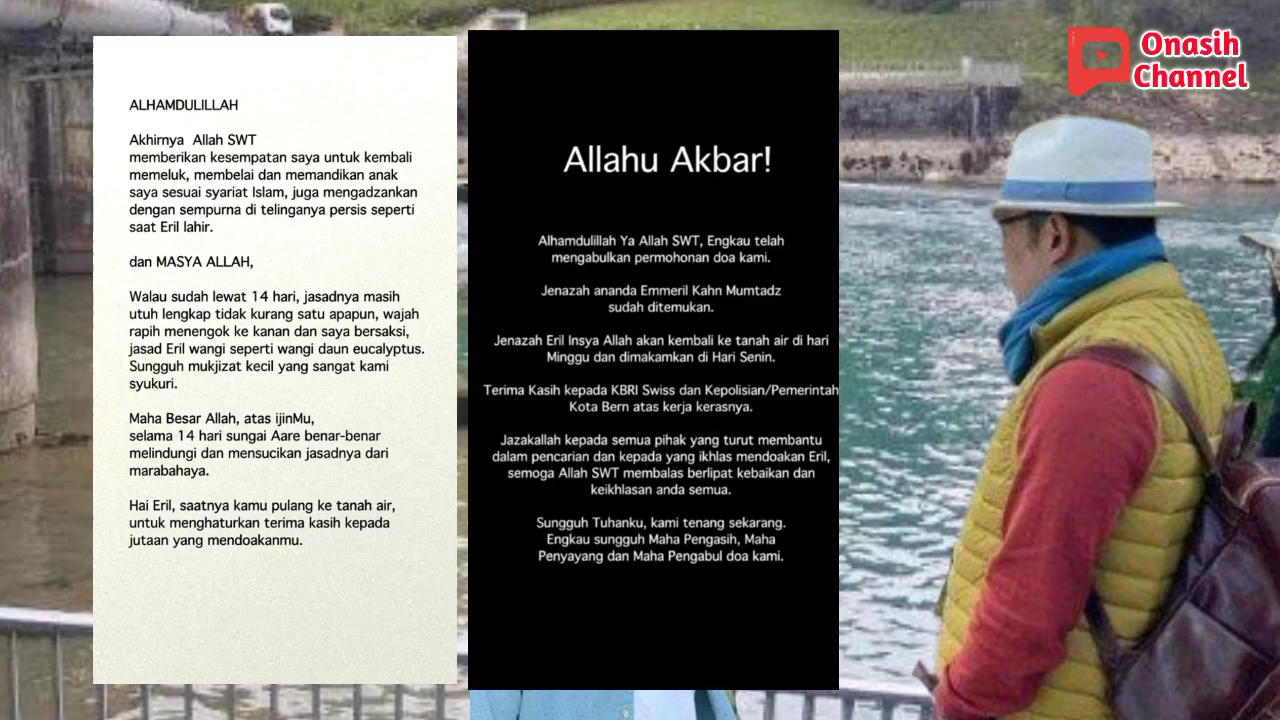 ALHAMDULILLAH
Akhirnya Allah SWT
memberikan kesempatan saya untuk kembali
memeluk, membelai dan memandikan anak
saya sesuai syariat Islam, juga mengadzankan
dengan sempurna di telinganya persis seperti
saat Eril lahir.
dan MASYA ALLAH,
Walau sudah lewat 14 hari, jasadnya masih
utuh lengkap tidak kurang satu apapun, wajah
rapih menengok ke kanan dan saya bersaksi,
jasad Eril wangi seperti wangi daun eucalyptus.
Sungguh mukjizat kecil yang sangat kami
syukuri.
Maha Besar Allah, atas ijinMu,
selama 14 hari sungai Aare benar-benar
melindungi dan mensucikan jasadnya dari
marabahaya.
Hai Eril, saatnya kamu pulang ke tanah air,
untuk menghaturkan terima kasih kepada
jutaan yang mendoakanmu.
Allahu Akbar!
Alhamdulillah Ya Allah SWT, Engkau telah
mengabulkan permohonan doa kami.
Jenazah ananda Emmeril Kahn Mumtadz
sudah ditemukan.
Jenazah Eril Insya Allah akan kembali ke tanah air di hari
Minggu dan dimakamkan di Hari Senin.
Terima Kasih kepada KBRI Swiss dan Kepolisian/Pemerintah
Kota Bern atas kerja kerasnya.
Jazakallah kepada semua pihak yang turut membantu
dalam pencarian dan kepada yang ikhlas mendoakan Eril,
semoga Allah SWT membalas berlipat kebaikan dan
keikhlasan anda semua.
Sungguh Tuhanku, kami tenang sekarang.
Engkau sungguh Maha Pengasih, Maha
Penyayang dan Maha Pengabul doa kami.
Onasih
Channel